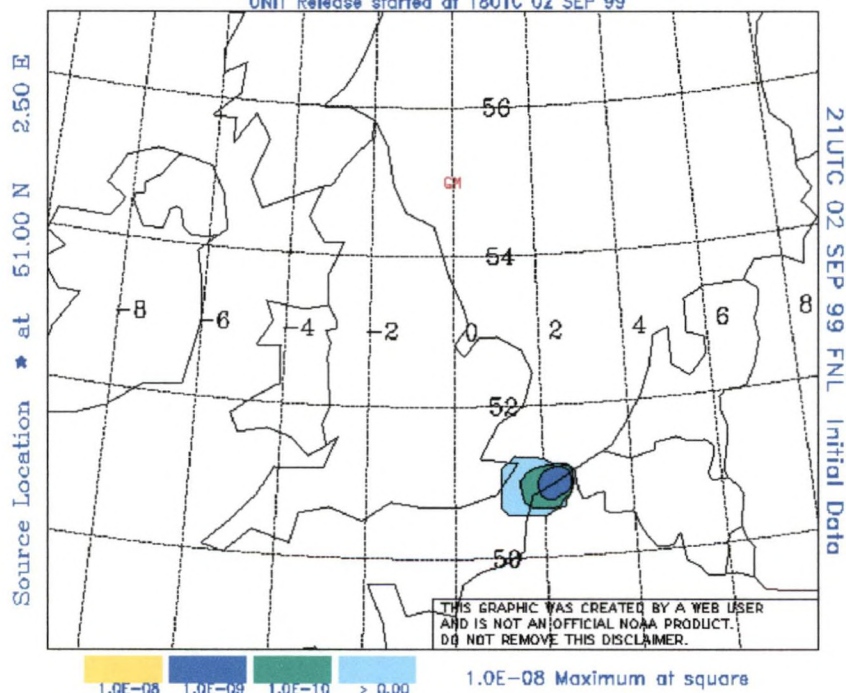 UNIT Release started at 18UTC 02 SEP 99
Source Location * at 51.00 N 2.50 E
21UTC 02 SEP 99 FNL Initial Data
56
GM
54
-8
-6
-4
-2
0
2
4
6
8
52
50
THIS GRAPHIC WAS CREATED BY A WEB USER
AND IS NOT AN OFFICIAL NOAA PRODUCT.
DO NOT REMOVE THIS DISCLAIMER.
1.0E-08
1.0E-09
1.0E-10
> 0.00
1.0E-08 Maximum at square